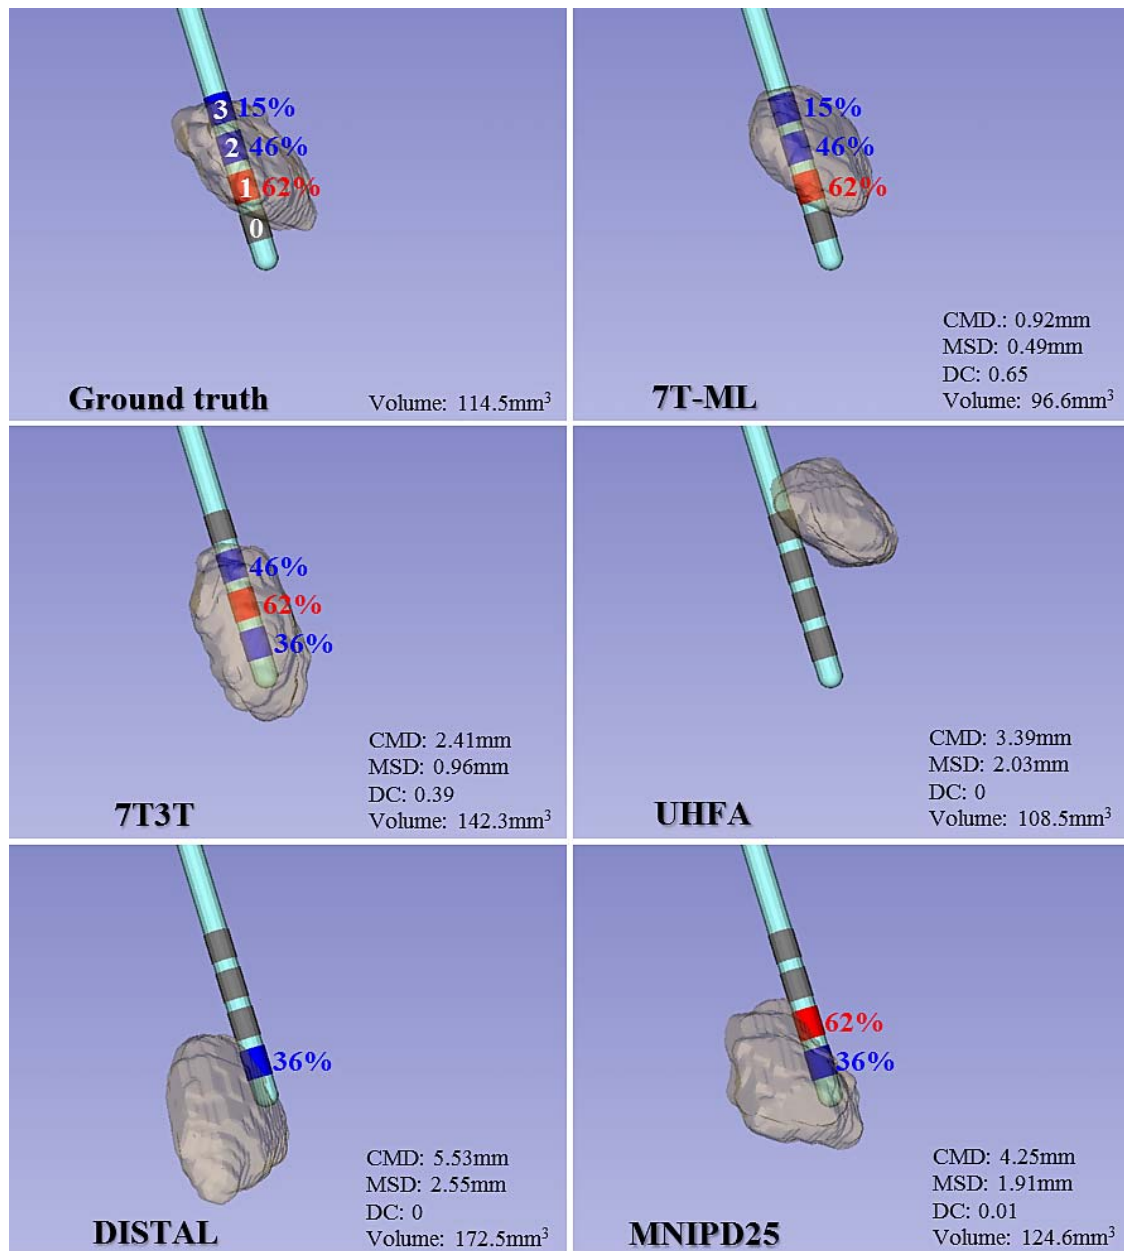 3 15%
2 46%
1 62%
0
Ground truth
Volume: 114.5mm³
15%
46%
62%
CMD.: 0.92mm
MSD: 0.49mm
DC: 0.65
7T-ML
Volume: 96.6mm³
46%
62%
36%
CMD: 2.41mm
MSD: 0.96mm
DC: 0.39
7T3T
Volume: 142.3mm³
CMD: 3.39mm
MSD: 2.03mm
DC: 0
UHFA
Volume: 108.5mm³
36%
CMD: 5.53mm
MSD: 2.55mm
DC: 0
DISTAL
Volume: 172.5mm³
62%
36%
CMD: 4.25mm
MSD: 1.91mm
DC: 0.01
MNIPD25
Volume: 124.6mm³